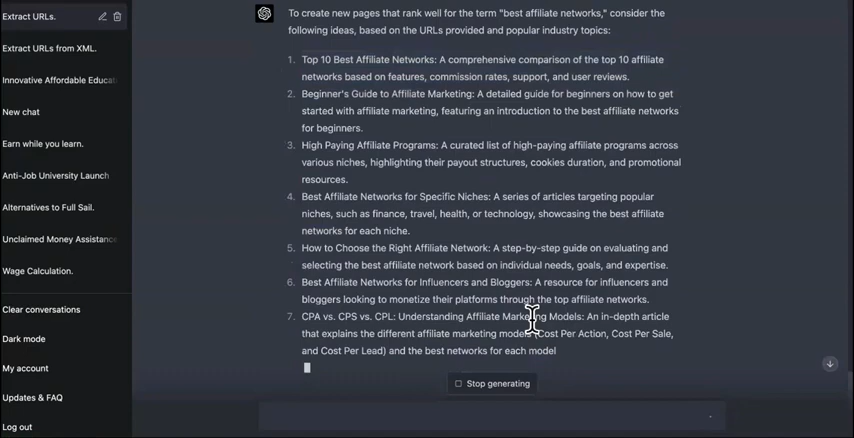 Extract URLs.
Extract URLs from XML.
Innovative Affordable Educat
New chat
Earn while you learn.
Anti-Job University Launch
Alternatives to Full Sail.
Unclaimed Money Assistance
Wage Calculation.
Clear conversations
Dark mode
My account
Updates & FAQ
Log out
To create new pages that rank well for the term "best affiliate networks," consider the
following ideas, based on the URLs provided and popular industry topics:
1. Top 10 Best Affiliate Networks: A comprehensive comparison of the top 10 affiliate
networks based on features, commission rates, support, and user reviews.
2. Beginner's Guide to Affiliate Marketing: A detailed guide for beginners on how to get
started with affiliate marketing, featuring an introduction to the best affiliate networks
for beginners.
3. High Paying Affiliate Programs: A curated list of high-paying affiliate programs across
various niches, highlighting their payout structures, cookies duration, and promotional
resources.
4. Best Affiliate Networks for Specific Niches: A series of articles targeting popular
niches, such as finance, travel, health, or technology, showcasing the best affiliate
networks for each niche.
5. How to Choose the Right Affiliate Network: A step-by-step guide on evaluating and
selecting the best affiliate network based on individual needs, goals, and expertise.
6. Best Affiliate Networks for Influencers and Bloggers: A resource for influencers and
bloggers looking to monetize their platforms through the top affiliate networks.
7. CPA vs. CPS vs. CPL: Understanding Affiliate Marketing Models: An in-depth article
that explains the different affiliate marketing models (Cost Per Action, Cost Per Sale,
and Cost Per Lead) and the best networks for each model
Stop generating